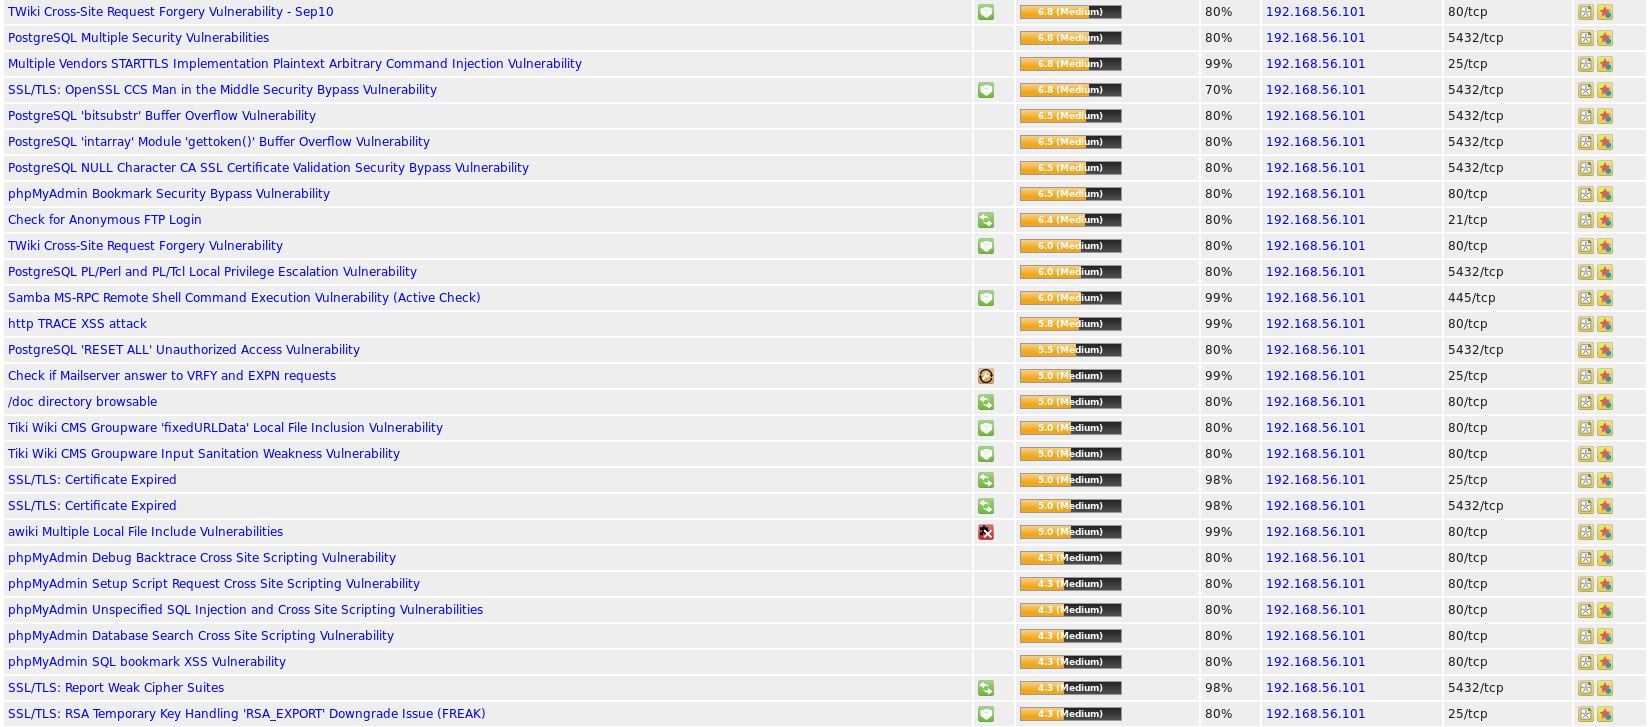 TWiki Cross-Site Request Forgery Vulnerability - Sep10 6.8 (Medium) 80% 192.168.56.101 80/tcp
PostgreSQL Multiple Security Vulnerabilities 6.8 (Medium) 80% 192.168.56.101 5432/tcp
Multiple Vendors STARTTLS Implementation Plaintext Arbitrary Command Injection Vulnerability 6.8 (Medium) 99% 192.168.56.101 25/tcp
SSL/TLS: OpenSSL CCS Man in the Middle Security Bypass Vulnerability 6.8 (Medium) 70% 192.168.56.101 5432/tcp
PostgreSQL 'bitsubstr' Buffer Overflow Vulnerability 6.5 (Medium) 80% 192.168.56.101 5432/tcp
PostgreSQL 'intarray' Module 'gettoken()' Buffer Overflow Vulnerability 6.5 (Medium) 80% 192.168.56.101 5432/tcp
PostgreSQL NULL Character CA SSL Certificate Validation Security Bypass Vulnerability 6.5 (Medium) 80% 192.168.56.101 5432/tcp
phpMyAdmin Bookmark Security Bypass Vulnerability 6.5 (Medium) 80% 192.168.56.101 80/tcp
Check for Anonymous FTP Login 6.4 (Medium) 80% 192.168.56.101 21/tcp
TWiki Cross-Site Request Forgery Vulnerability 6.0 (Medium) 80% 192.168.56.101 80/tcp
PostgreSQL PL/Perl and PL/Tcl Local Privilege Escalation Vulnerability 6.0 (Medium) 80% 192.168.56.101 5432/tcp
Samba MS-RPC Remote Shell Command Execution Vulnerability (Active Check) 6.0 (Medium) 99% 192.168.56.101 445/tcp
http TRACE XSS attack 5.8 (Medium) 99% 192.168.56.101 80/tcp
PostgreSQL 'RESET ALL' Unauthorized Access Vulnerability 5.5 (Medium) 80% 192.168.56.101 5432/tcp
Check if Mailserver answer to VRFY and EXPN requests 5.0 (Medium) 99% 192.168.56.101 25/tcp
/doc directory browsable 5.0 (Medium) 80% 192.168.56.101 80/tcp
Tiki Wiki CMS Groupware 'fixedURLData' Local File Inclusion Vulnerability 5.0 (Medium) 80% 192.168.56.101 80/tcp
Tiki Wiki CMS Groupware Input Sanitation Weakness Vulnerability 5.0 (Medium) 80% 192.168.56.101 80/tcp
SSL/TLS: Certificate Expired 5.0 (Medium) 98% 192.168.56.101 25/tcp
SSL/TLS: Certificate Expired 5.0 (Medium) 98% 192.168.56.101 5432/tcp
awiki Multiple Local File Include Vulnerabilities 5.0 (Medium) 99% 192.168.56.101 80/tcp
phpMyAdmin Debug Backtrace Cross Site Scripting Vulnerability 4.3 (Medium) 80% 192.168.56.101 80/tcp
phpMyAdmin Setup Script Request Cross Site Scripting Vulnerability 4.3 (Medium) 80% 192.168.56.101 80/tcp
phpMyAdmin Unspecified SQL Injection and Cross Site Scripting Vulnerabilities 4.3 (Medium) 80% 192.168.56.101 80/tcp
phpMyAdmin Database Search Cross Site Scripting Vulnerability 4.3 (Medium) 80% 192.168.56.101 80/tcp
phpMyAdmin SQL bookmark XSS Vulnerability 4.3 (Medium) 80% 192.168.56.101 80/tcp
SSL/TLS: Report Weak Cipher Suites 4.3 (Medium) 98% 192.168.56.101 5432/tcp
SSL/TLS: RSA Temporary Key Handling 'RSA_EXPORT' Downgrade Issue (FREAK) 4.3 (Medium) 80% 192.168.56.101 25/tcp